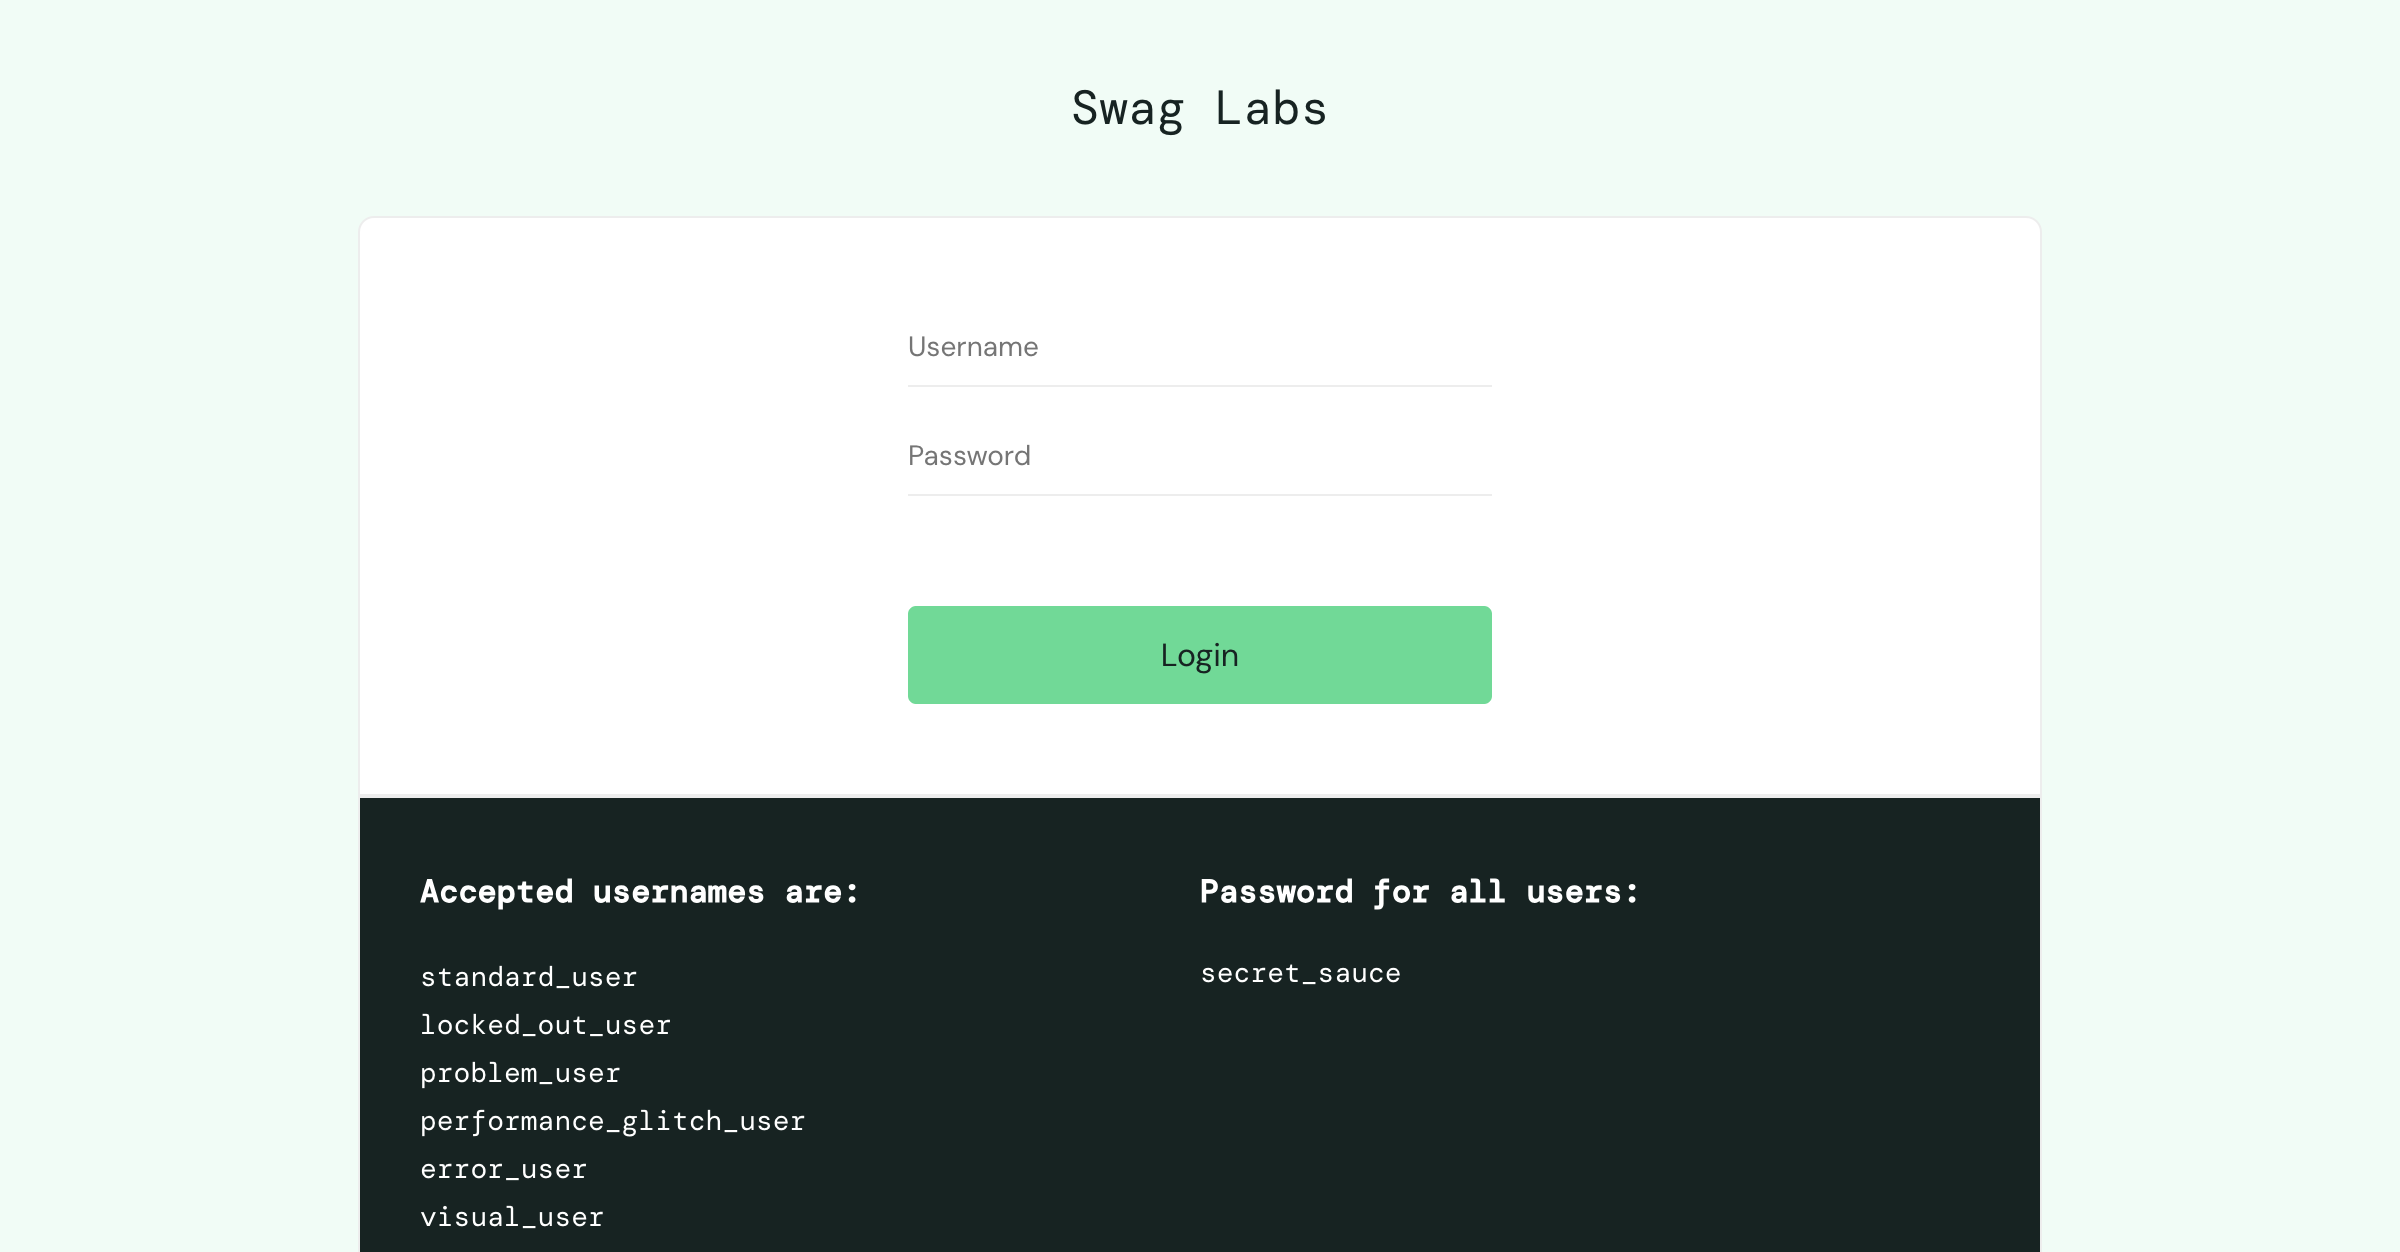 Swag Labs
Username
Password
Login
Accepted usernames are:
standard_user
locked_out_user
problem_user
performance_glitch_user
error_user
visual_user
Password for all users:
secret_sauce